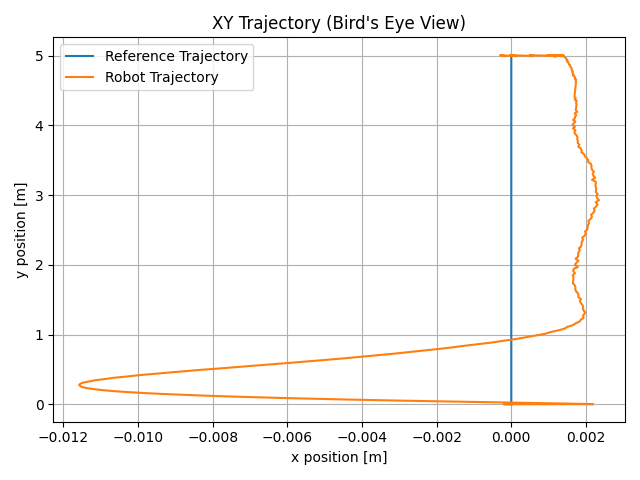 XY Trajectory (Bird's Eye View)
Reference Trajectory
Robot Trajectory
y position [m]
5
4
3
2
1
0
−0.012 −0.010 −0.008 −0.006 −0.004 −0.002 0.000 0.002
x position [m]